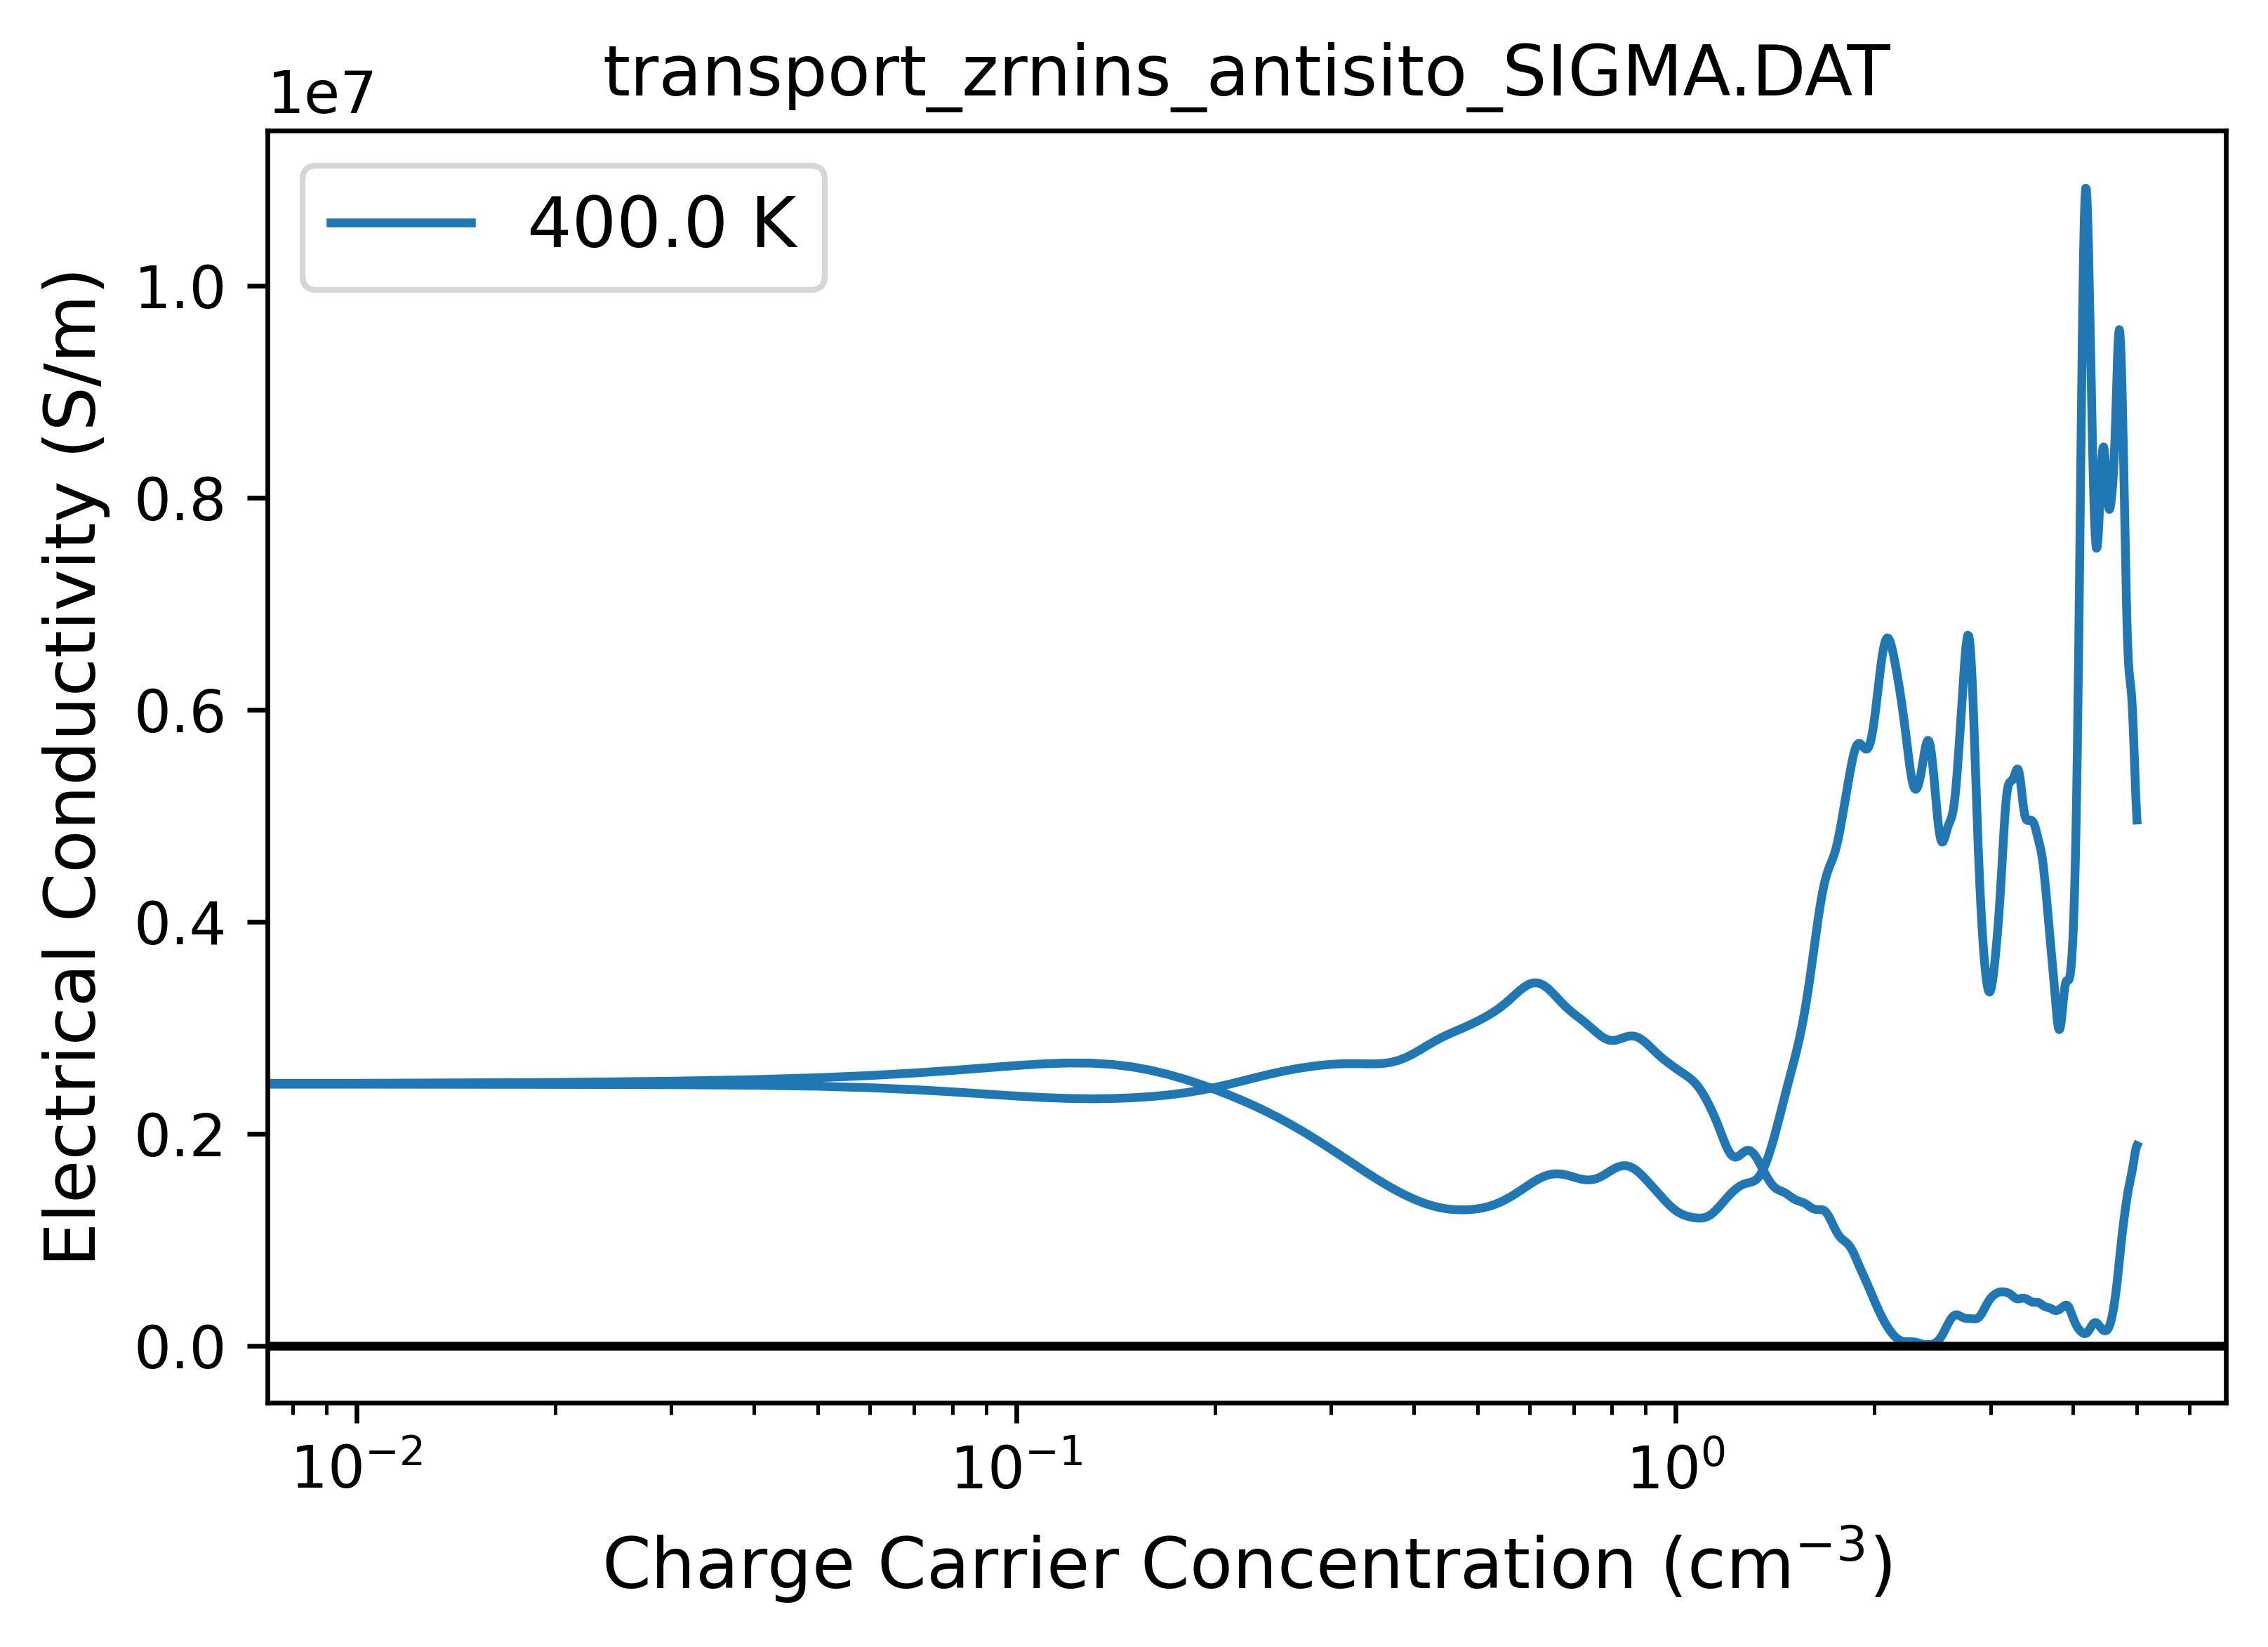 transport_zrnins_antisito_SIGMA.DAT
1e7
400.0 K
Electrical Conductivity (S/m)
1.0
0.8
0.6
0.4
0.2
0.0
10⁻²
10⁻¹
10⁰
Charge Carrier Concentration (cm⁻³)